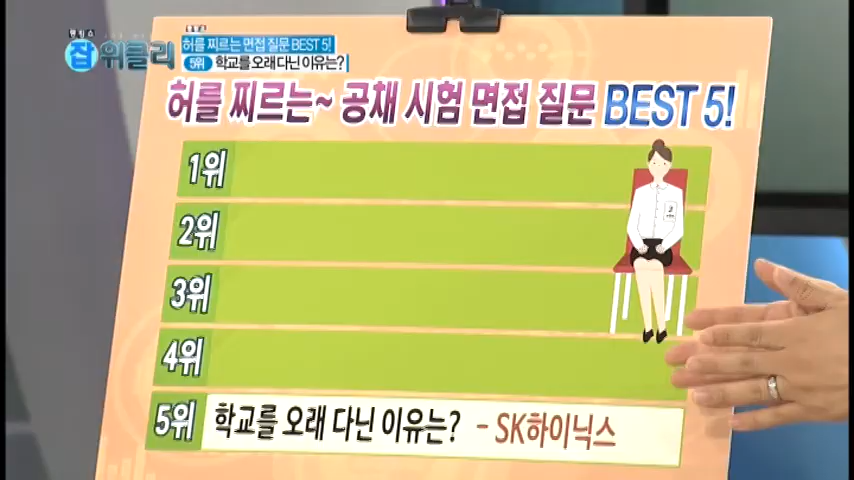 잡 위클리
허를 찌르는 면접 질문 BEST 5!
5위 학교를 오래 다닌 이유는?
허를 찌르는~ 공채 시험 면접 질문 BEST 5!
1위
2위
3위
4위
5위 학교를 오래 다닌 이유는? - SK하이닉스